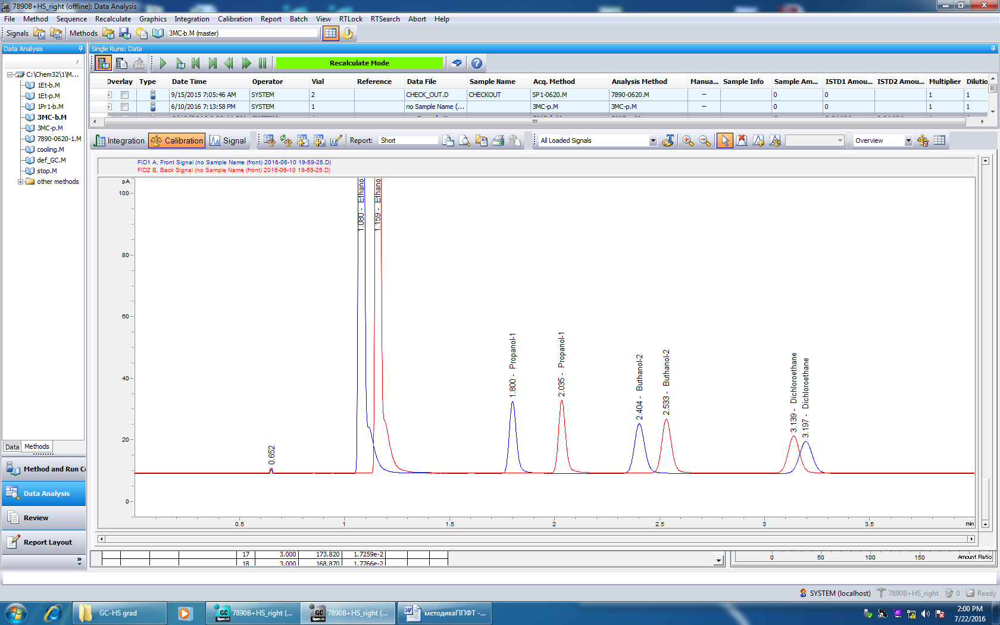 7890B+HS_right (offline): Data Analysis
File Method Sequence Recalculate Graphics Integration Calibration Report Batch View RTLock RTSearch Abort Help
Signals Methods 3MC-b.M (master)
Data Analysis
Single Runs: Data
Recalculate Mode
C:\Chem32\1\M...
1Et-b.M
1Et-p.M
1Pr1-b.M
3MC-b.M
3MC-p.M
7890-0620-1.M
cooling.M
def_GC.M
stop.M
other methods
Overlay Type Date Time Operator Vial Reference Data File Sample Name Acq. Method Analysis Method Manua... Sample Info Sample Am... ISTD1 Amou... ISTD2 Amou... Multiplier Dilutio
9/15/2015 7:05:46 AM SYSTEM 2 CHECK_OUT.D CHECKOUT SP1-0620.M 7890-0620.M – 0 0 1 1
6/10/2016 7:13:58 PM SYSTEM 1 no Sample Name (... 3MC-p.M 3MC-p.M – 0 0 1 1
Integration Calibration Signal Report: Short All Loaded Signals Overview
FID1 A, Front Signal (no Sample Name (front) 2016-06-10 19-59-25.D)
FID2 B, Back Signal (no Sample Name (front) 2016-06-10 19-59-25.D)
pA
100
80
60
40
20
0
0.652
1.080 - Ethano
1.159 - Ethano
1.800 - Propanol-1
2.035 - Propanol-1
2.404 - Buthanol-2
2.533 - Buthanol-2
3.139 - Dichloroethane
3.197 - Dichloroethane
0.5 1 1.5 2 2.5 3 3.5 min
Data Methods
Method and Run Co
Data Analysis
Review
Report Layout
»
17 3.000 173.820 1.7259e-2
18 3.000 168.870 1.7766e-2
0 50 100 150 Amount Ratio
SYSTEM (localhost) 7890B+HS_right 0 Ready
GC-HS grad
GC OpenLAB 7890B+HS_right (...
GC OpenLAB 7890B+HS_right (...
методикаППФТ -...
2:00 PM
7/22/2016